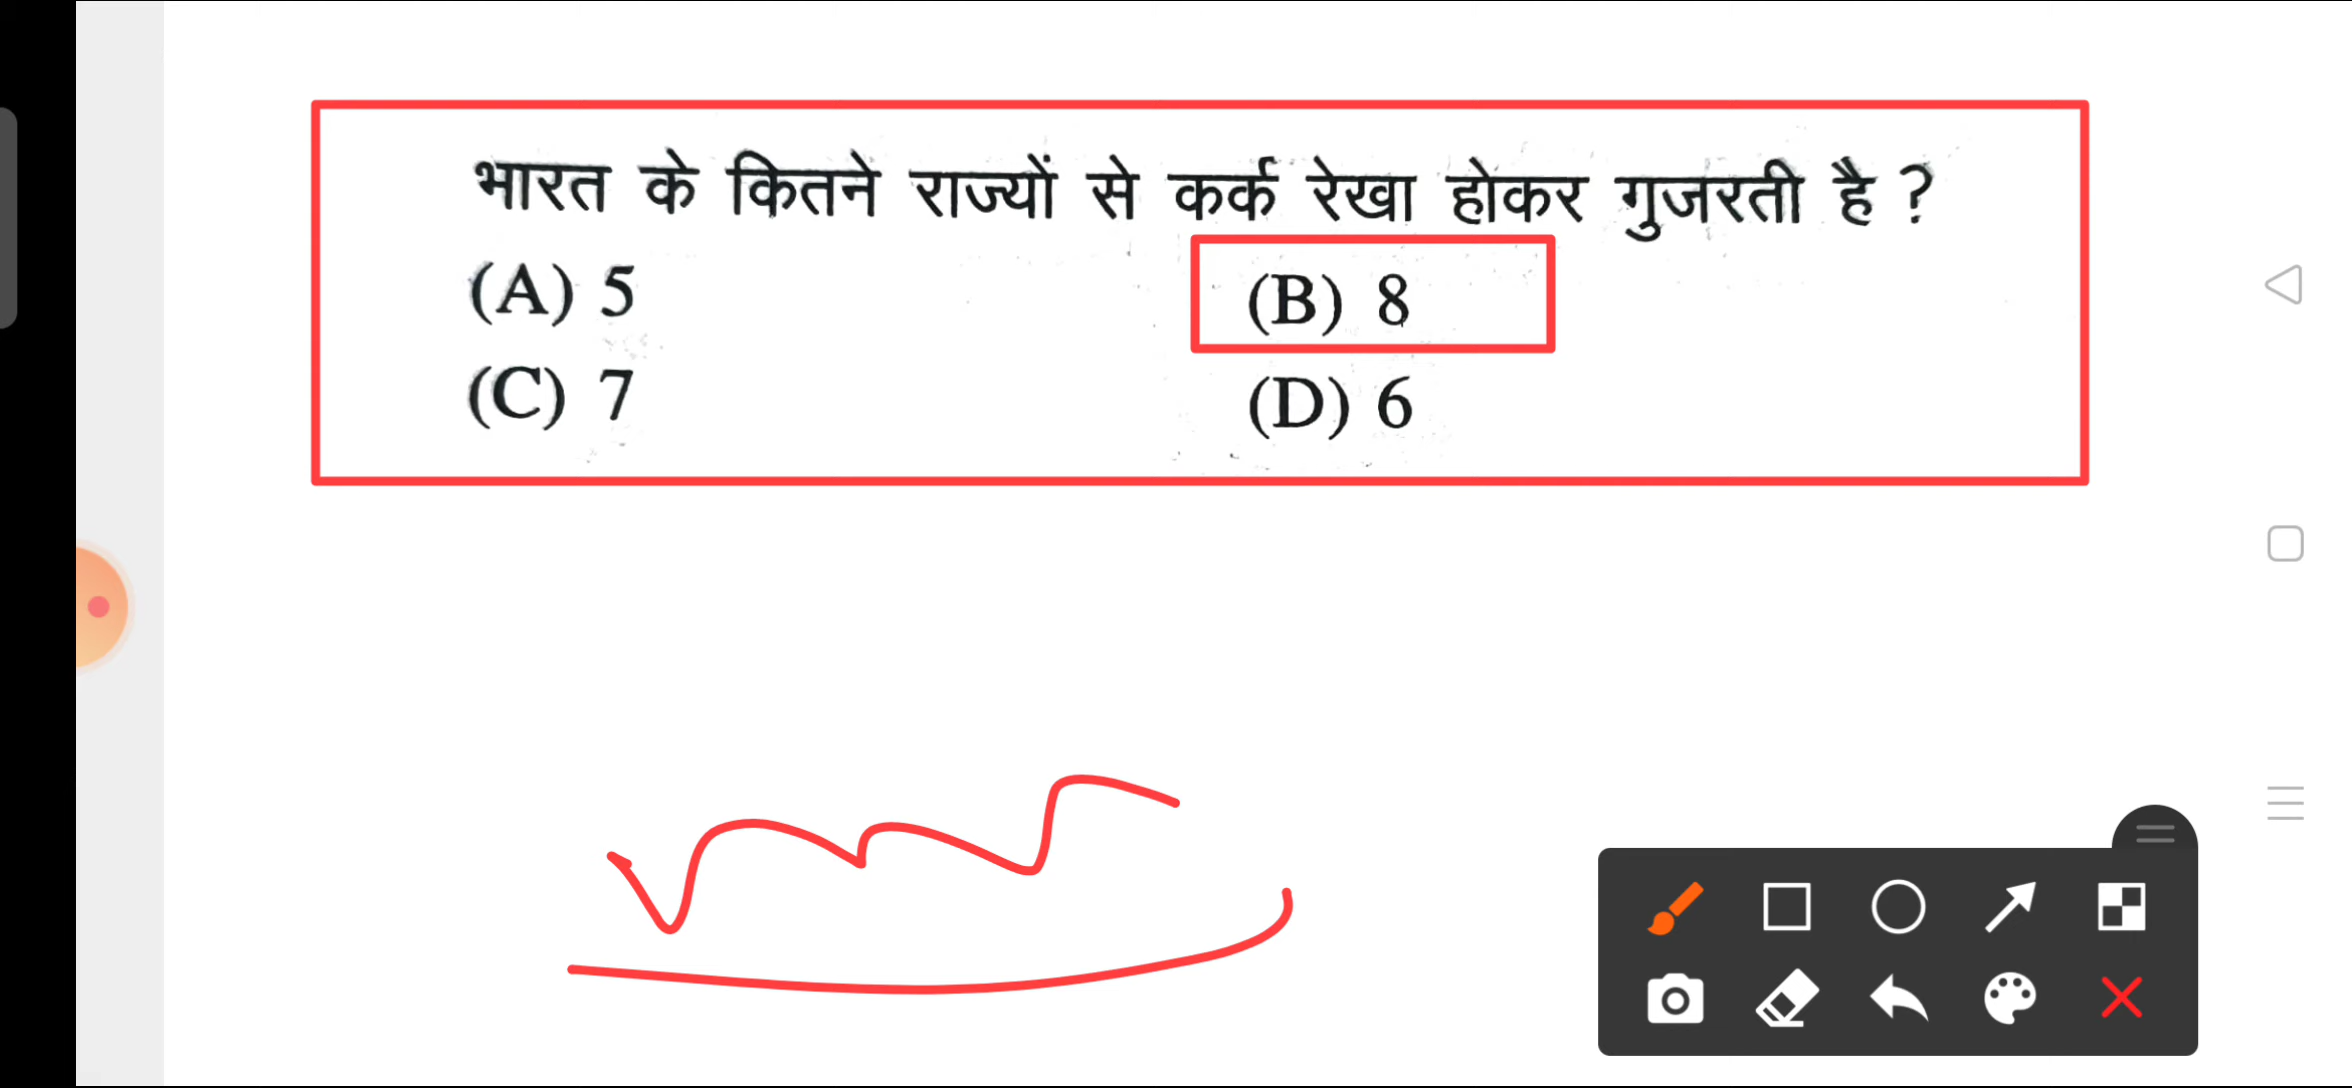 भारत के कितने राज्यों से कर्क रेखा होकर गुजरती है ?
(A) 5
(B) 8
(C) 7
(D) 6